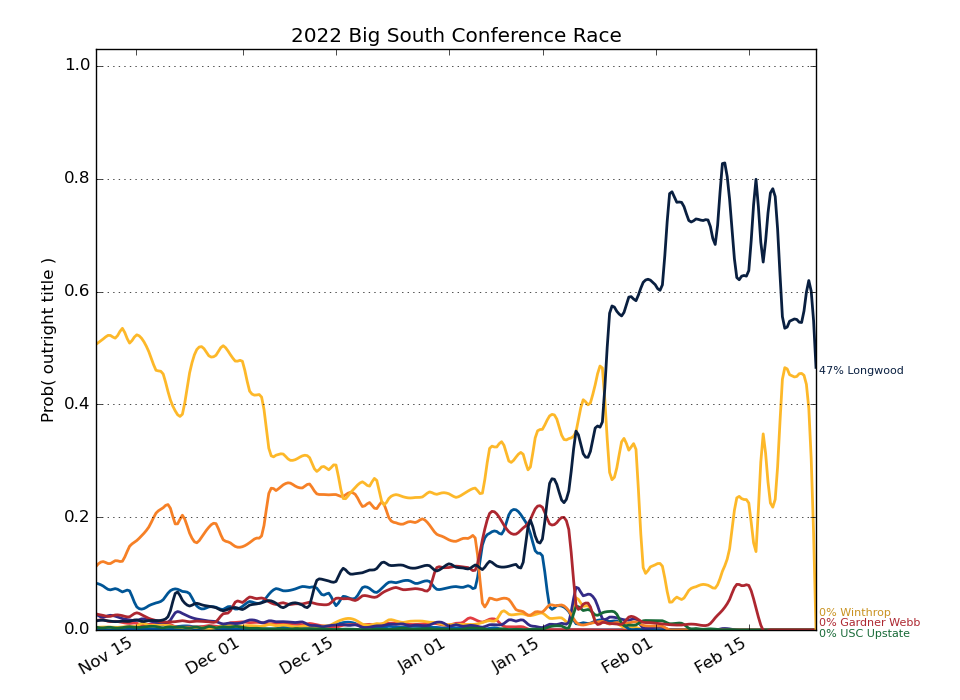 2022 Big South Conference Race
1.0
0.8
0.6
0.4
0.2
0.0
Prob( outright title )
47% Longwood
0% Winthrop
0% Gardner Webb
0% USC Upstate
Nov 15
Dec 01
Dec 15
Jan 01
Jan 15
Feb 01
Feb 15